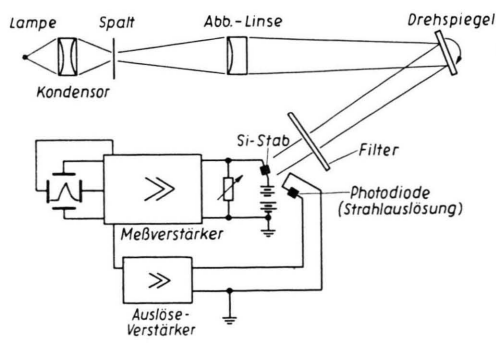 Lampe
Spalt
Abb.-Linse
Drehspiegel
Kondensor
Si-Stab
Filter
Photodiode
(Strahlauslösung)
Meßverstärker
Auslöse-
Verstärker